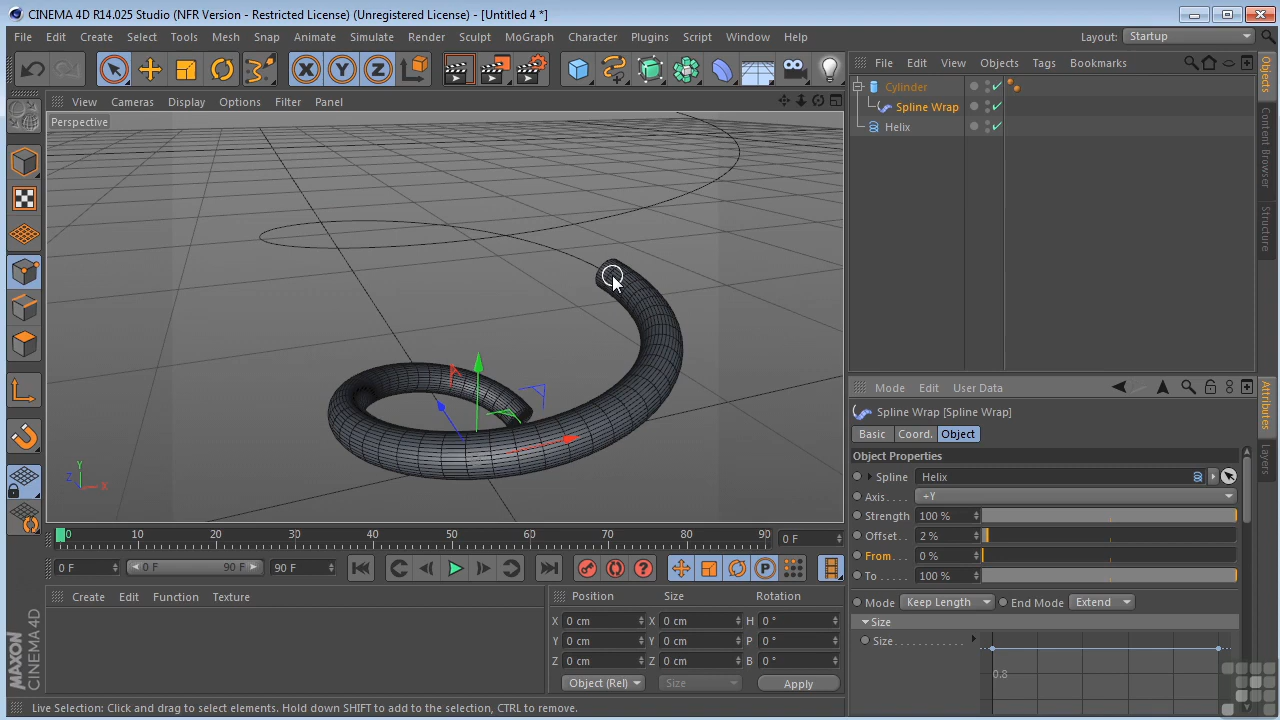 CINEMA 4D R14.025 Studio (NFR Version - Restricted License) (Unregistered License) - [Untitled 4 *]
File Edit Create Select Tools Mesh Snap Animate Simulate Render Sculpt MoGraph Character Plugins Script Window Help Layout: Startup
X Y Z
File Edit View Objects Tags Bookmarks
View Cameras Display Options Filter Panel
Perspective
Cylinder
Spline Wrap
Helix
Objects
Content Browser
Structure
Y
Z X
Mode Edit User Data
Spline Wrap [Spline Wrap]
Basic Coord. Object
Object Properties
Spline Helix
Axis. . . . +Y
Strength 100 %
Offset. . 2 %
From. . . 0 %
To . . . . . 100 %
Mode Keep Length End Mode Extend
Size
Size. . . . . . . . . . . .
0.8
Attributes
Layers
0 10 20 30 40 50 60 70 80 90 0 F
0 F 0 F 90 F 90 F
P
Create Edit Function Texture
Position Size Rotation
X 0 cm X 0 cm H 0 °
Y 0 cm Y 0 cm P 0 °
Z 0 cm Z 0 cm B 0 °
Object (Rel) Size Apply
MAXON
CINEMA 4D
Live Selection: Click and drag to select elements. Hold down SHIFT to add to the selection, CTRL to remove.